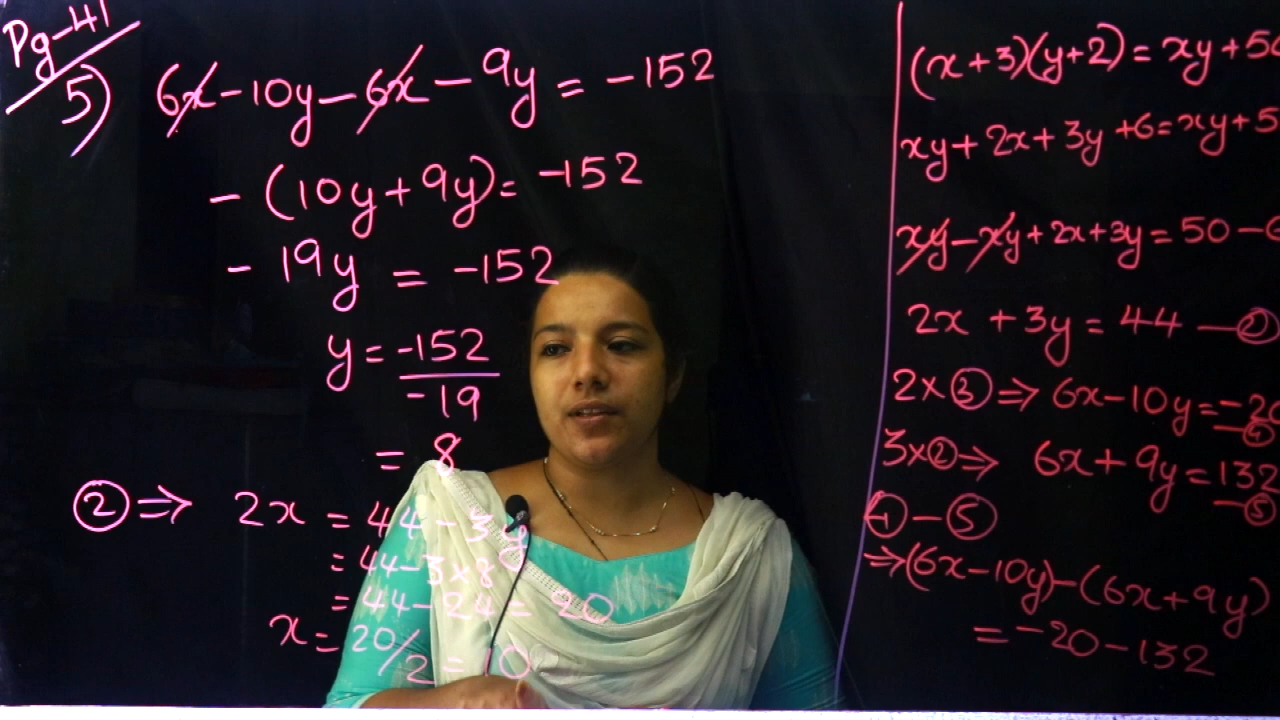 Pg-41
5) 6x-10y-6x-9y=-152
-(10y+9y)=-152
-19y=-152
y=-152/-19
=8
②⇒ 2x=44-3y
=44-3×8
=44-24=20
x=20/2=10
(x+3)(y+2)=xy+50
xy+2x+3y+6=xy+5
xy-xy+2x+3y=50-6
2x+3y=44-②
2×③⇒ 6x-10y=-20
-④
3×②⇒ 6x+9y=132
-⑤
④-⑤
⇒(6x-10y)-(6x+9y)
=-20-132